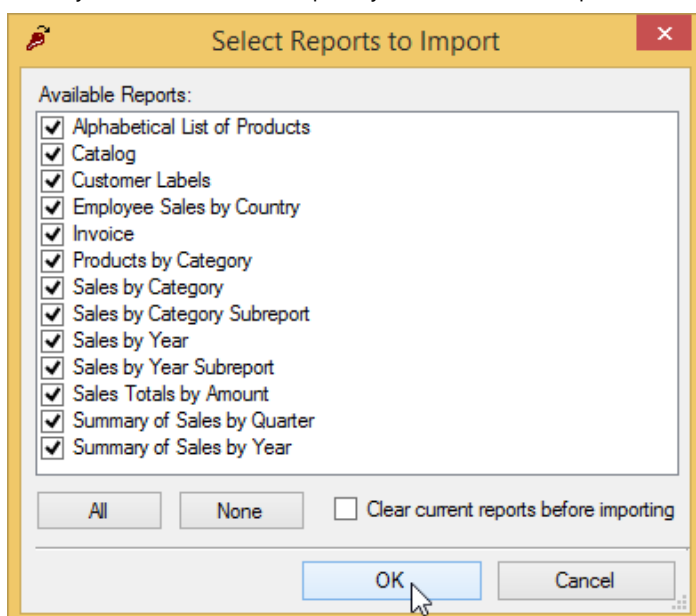 Select Reports to Import
Available Reports:
Alphabetical List of Products
Catalog
Customer Labels
Employee Sales by Country
Invoice
Products by Category
Sales by Category
Sales by Category Subreport
Sales by Year
Sales by Year Subreport
Sales Totals by Amount
Summary of Sales by Quarter
Summary of Sales by Year
All None Clear current reports before importing
OK Cancel